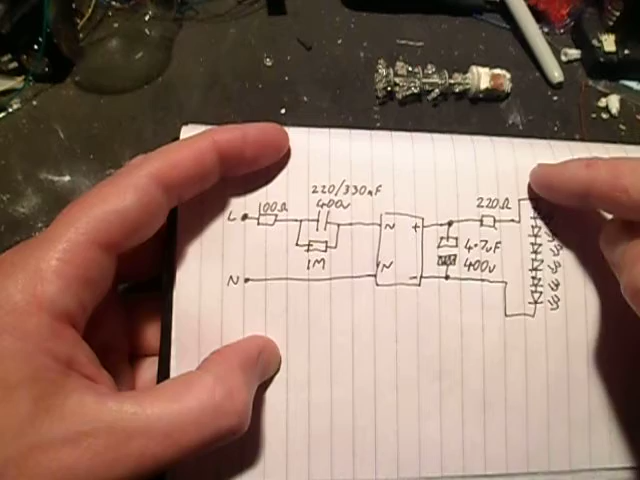 220/330nF
400V
L 100Ω
1M
N
~ +
~ -
4.7uF
400V
220Ω